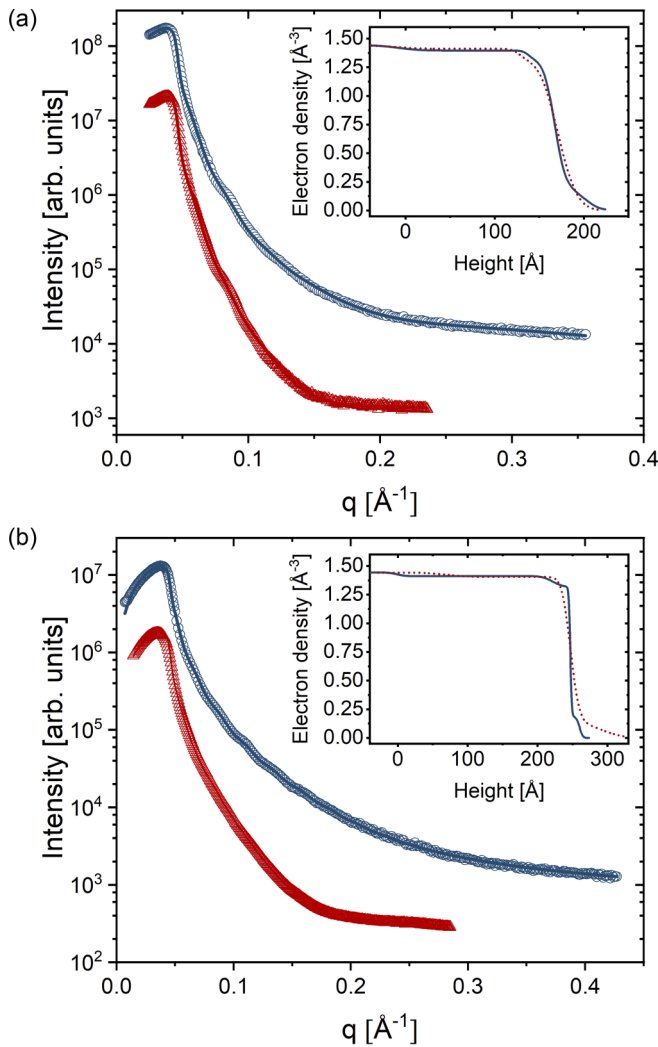 (a)
10⁸
10⁷
10⁶
10⁵
10⁴
10³
Intensity [arb. units]
0.0 0.1 0.2 0.3 0.4
q [Å⁻¹]
1.50
1.25
1.00
0.75
0.50
0.25
0.00
Electron density [Å⁻³]
0 100 200
Height [Å]
(b)
10⁷
10⁶
10⁵
10⁴
10³
10²
Intensity [arb. units]
0.0 0.1 0.2 0.3 0.4
q [Å⁻¹]
1.50
1.25
1.00
0.75
0.50
0.25
0.00
Electron density [Å⁻³]
0 100 200 300
Height [Å]